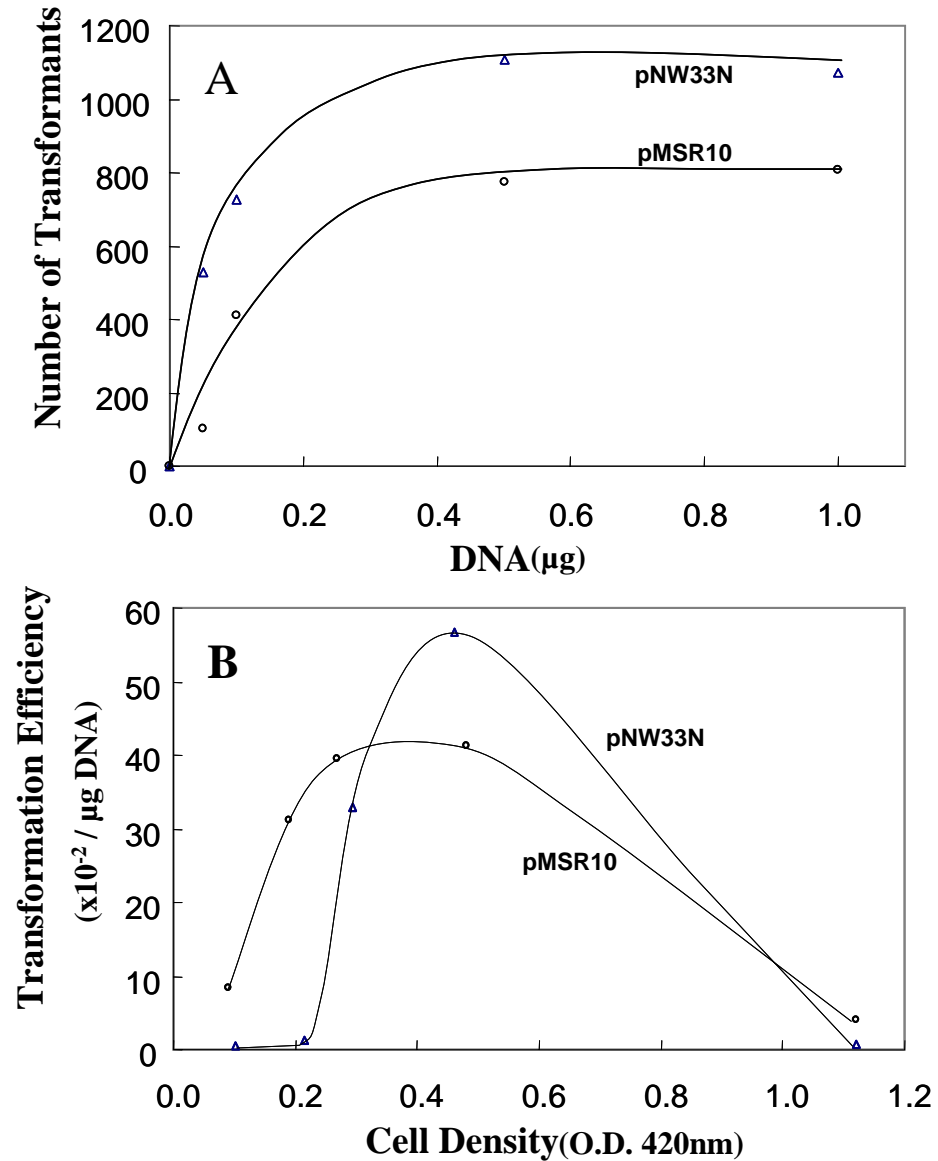 A
Number of Transformants
1200
1000
800
600
400
200
0
pNW33N
pMSR10
0.0 0.2 0.4 0.6 0.8 1.0
DNA(µg)
B
Transformation Efficiency
(x10-2 / µg DNA)
60
50
40
30
20
10
0
pNW33N
pMSR10
0.0 0.2 0.4 0.6 0.8 1.0 1.2
Cell Density(O.D. 420nm)